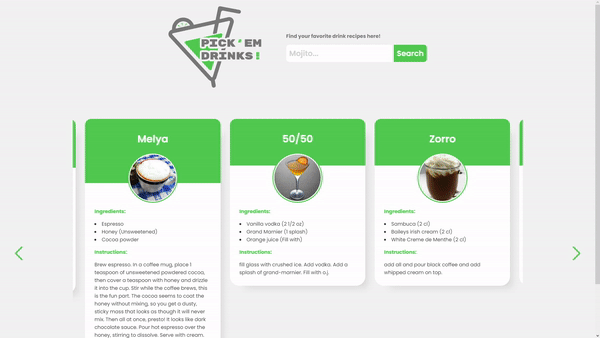 PICK'EM
DRINKS!
Find your favorite drink recipes here!
Mojito...
Search
Melya
Ingredients:
Espresso
Honey (Unsweetened)
Cocoa powder
Instructions:
Brew espresso. In a coffee mug, place 1
teaspoon of unsweetened powdered cocoa,
then cover a teaspoon with honey and drizzle
it into the cup. Stir while the coffee brews, this
is the fun part. The cocoa seems to coat the
honey without mixing, so you get a dusty,
sticky mass that looks as though it will never
mix. Then all at once, presto! It looks like dark
chocolate sauce. Pour hot espresso over the
honey, stirring to dissolve. Serve with cream.
50/50
Ingredients:
Vanilla vodka (2 1/2 oz)
Grand Marnier (1 splash)
Orange juice (Fill with)
Instructions:
fill glass with crushed ice. Add vodka. Add a
splash of grand-marnier. Fill with o.j.
Zorro
Ingredients:
Sambuca (2 cl)
Baileys irish cream (2 cl)
White Creme de Menthe (2 cl)
Instructions:
add all and pour black coffee and add
whipped cream on top.